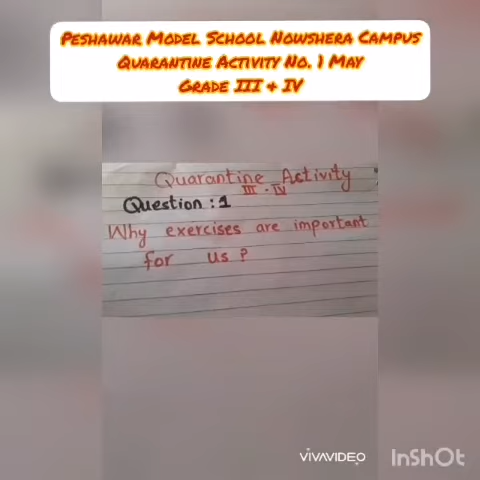 Peshawar Model School Nowshera Campus
Quarantine Activity No. 1 May
Grade III & IV
Quarantine Activity
III - IV
Question : 1
Why exercises are important
for us ?
VIVAVIDEO
InShOt